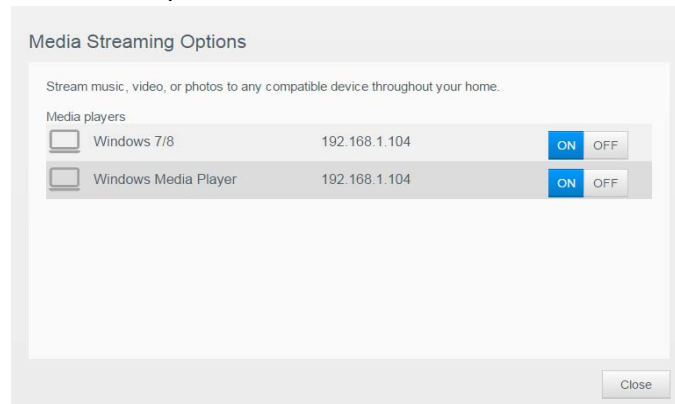 Media Streaming Options
Stream music, video, or photos to any compatible device throughout your home.
Media players
Windows 7/8 192.168.1.104 ON OFF
Windows Media Player 192.168.1.104 ON OFF
Close